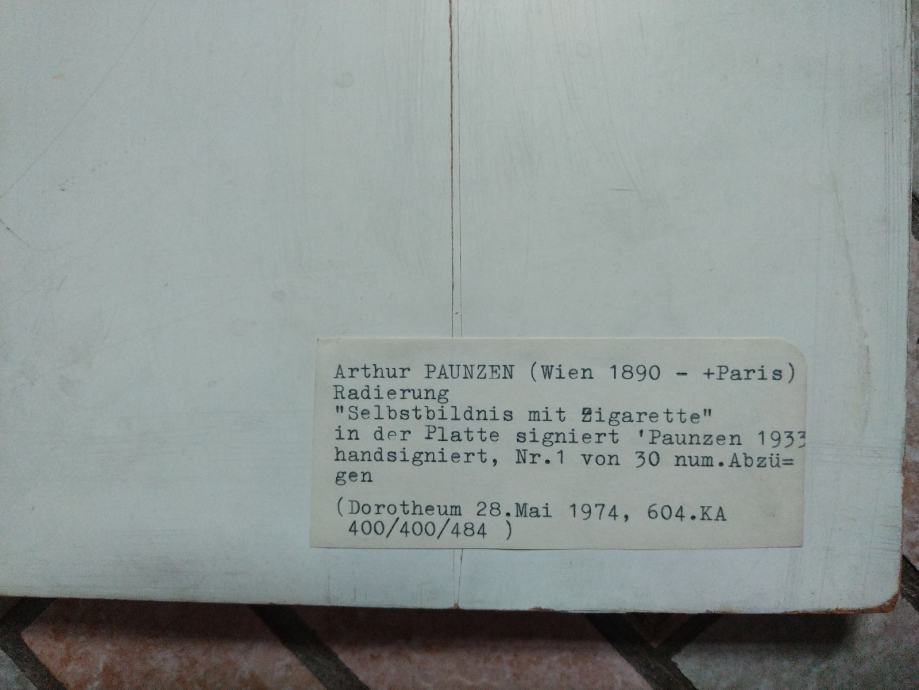 Arthur PAUNZEN (Wien 1890 - +Paris)
Radierung
"Selbstbildnis mit Zigarette"
in der Platte signiert 'Paunzen 1933
handsigniert, Nr.1 von 30 num.Abzü=
gen
(Dorotheum 28.Mai 1974, 604.KA
400/400/484 )